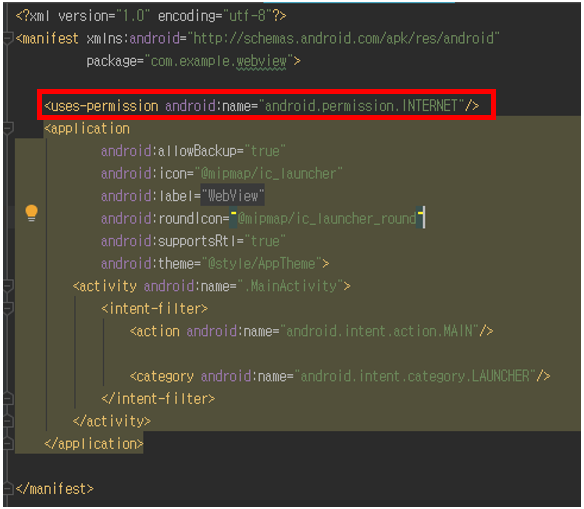 <?xml version="1.0" encoding="utf-8"?>
<manifest xmlns:android="http://schemas.android.com/apk/res/android"
package="com.example.webview">
<uses-permission android:name="android.permission.INTERNET"/>
<application
android:allowBackup="true"
android:icon="@mipmap/ic_launcher"
android:label="WebView"
android:roundIcon="@mipmap/ic_launcher_round"
android:supportsRtl="true"
android:theme="@style/AppTheme">
<activity android:name=".MainActivity">
<intent-filter>
<action android:name="android.intent.action.MAIN"/>
<category android:name="android.intent.category.LAUNCHER"/>
</intent-filter>
</activity>
</application>
</manifest>